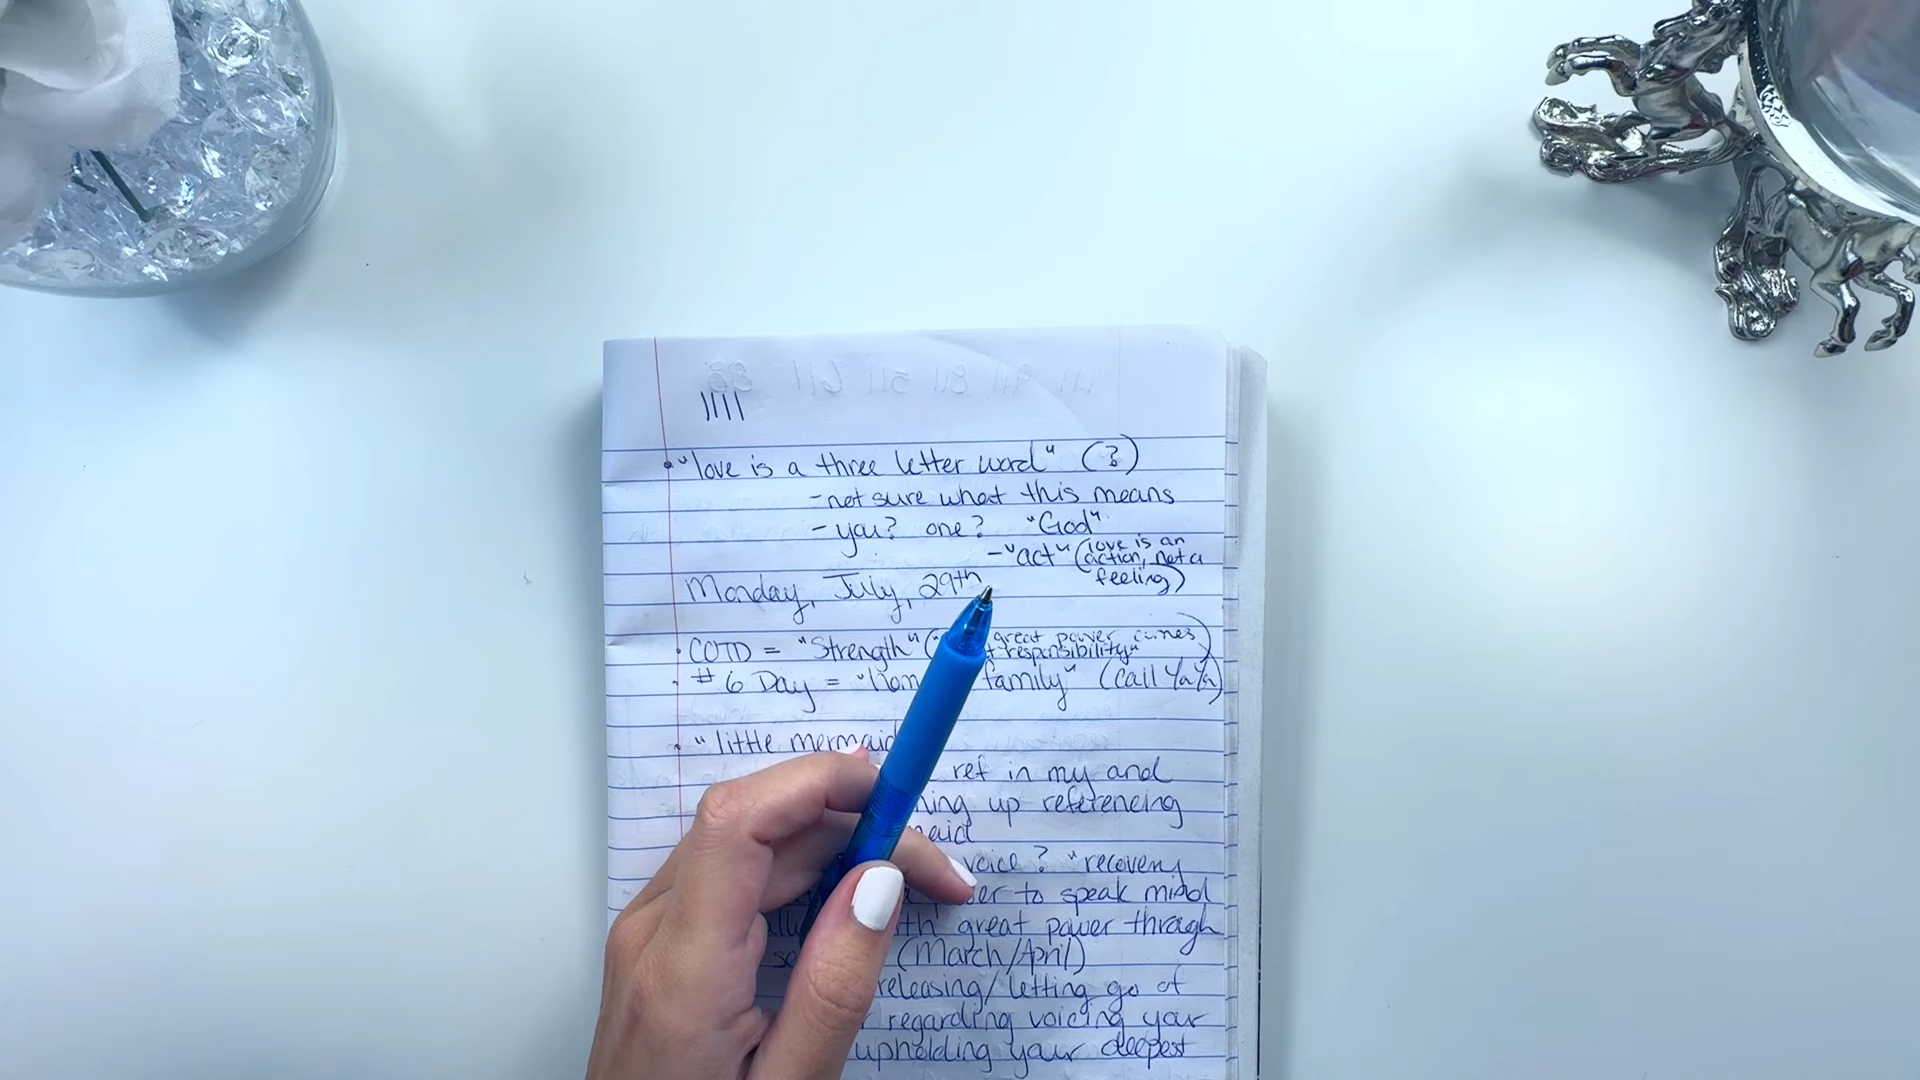 1111
"love is a three letter word" (?)
- not sure what this means
- you? one? "God"
- "act" (love is an
action, not a
feeling)
Monday, July, 29th
COTD = "Strength" (" great power comes
responsibility")
# 6 Day = family" (call YaYa)
"little mermaid
ref in my and
up referencing
voice? "recovery
to speak mind
great power through
(March/April)
releasing/letting go of
regarding voicing your
upholding your deepest